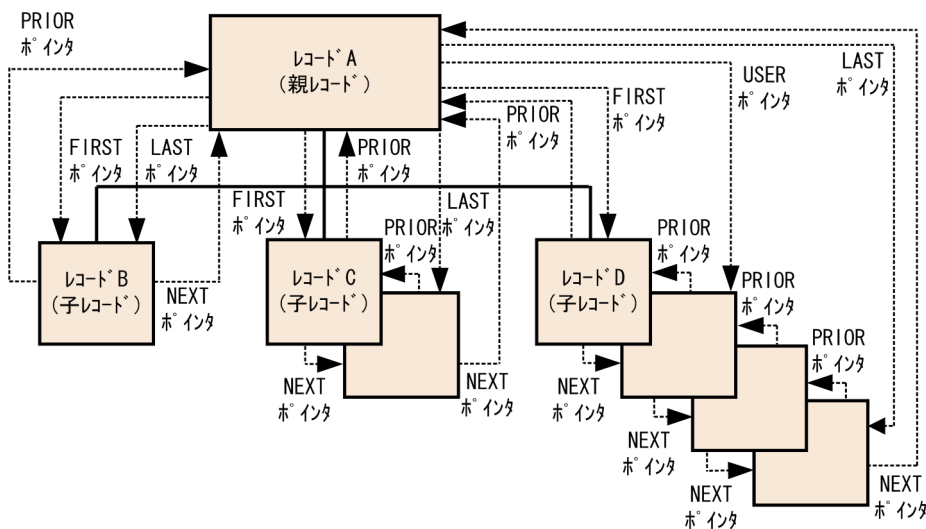 PRIOR
ﾎﾟｲﾝﾀ
ﾚｺｰﾄﾞA
(親ﾚｺｰﾄﾞ)
LAST
ﾎﾟｲﾝﾀ
USER
ﾎﾟｲﾝﾀ
FIRST
ﾎﾟｲﾝﾀ
PRIOR
ﾎﾟｲﾝﾀ
FIRST
ﾎﾟｲﾝﾀ
LAST
ﾎﾟｲﾝﾀ
PRIOR
ﾎﾟｲﾝﾀ
FIRST
ﾎﾟｲﾝﾀ
LAST
ﾎﾟｲﾝﾀ
PRIOR
ﾎﾟｲﾝﾀ
PRIOR
ﾎﾟｲﾝﾀ
ﾚｺｰﾄﾞB
(子ﾚｺｰﾄﾞ)
NEXT
ﾎﾟｲﾝﾀ
ﾚｺｰﾄﾞC
(子ﾚｺｰﾄﾞ)
ﾚｺｰﾄﾞD
(子ﾚｺｰﾄﾞ)
PRIOR
ﾎﾟｲﾝﾀ
PRIOR
ﾎﾟｲﾝﾀ
NEXT
ﾎﾟｲﾝﾀ
NEXT
ﾎﾟｲﾝﾀ
NEXT
ﾎﾟｲﾝﾀ
NEXT
ﾎﾟｲﾝﾀ
NEXT
ﾎﾟｲﾝﾀ
NEXT
ﾎﾟｲﾝﾀ